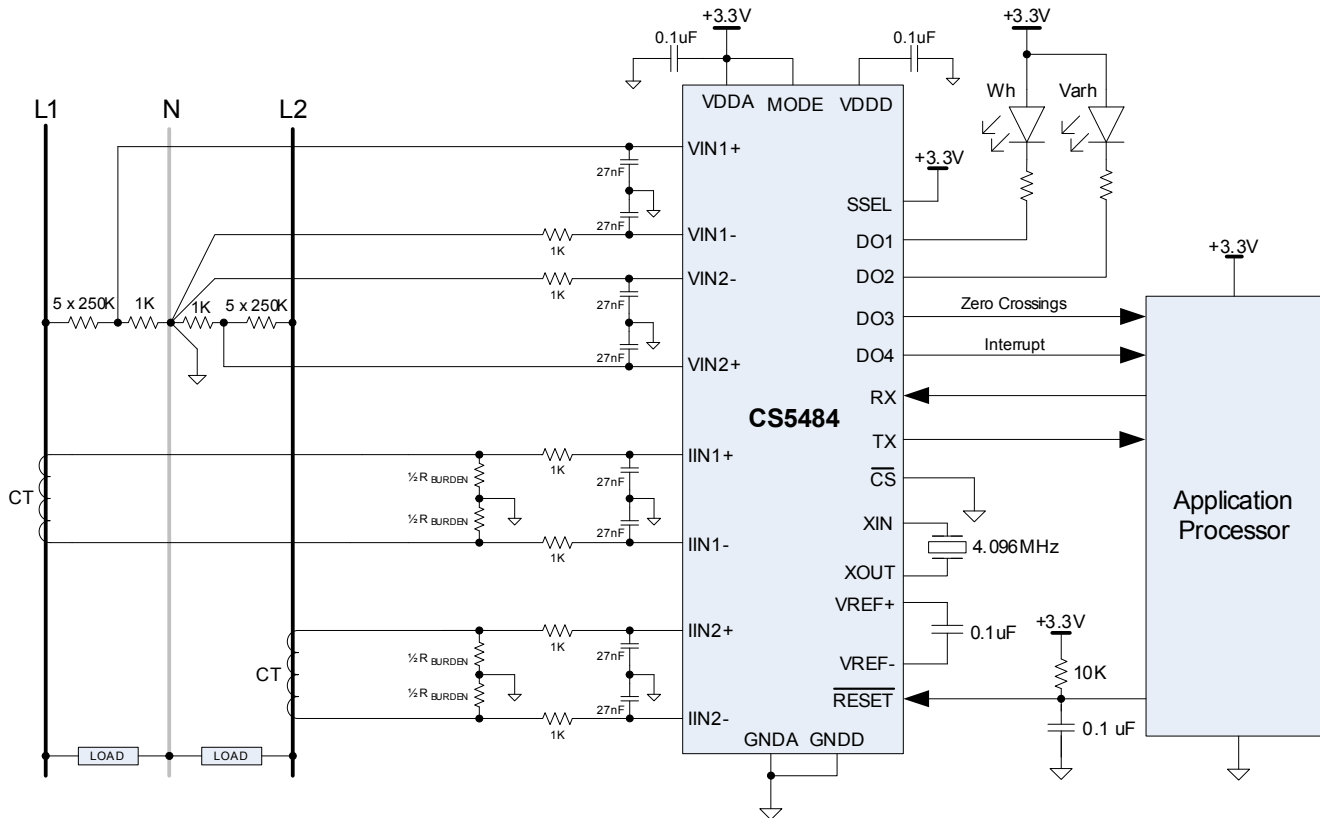 +3.3V
+3.3V
0.1uF
0.1uF
L1
N
L2
VDDA
MODE
VDDD
Wh
Varh
VIN1+
27nF
+3.3V
SSEL
27nF
VIN1-
1K
DO1
+3.3V
VIN2-
1K
DO2
5 x 250K
1K
1K
5 x 250K
27nF
DO3
Zero Crossings
27nF
DO4
Interrupt
VIN2+
RX
CS5484
TX
IIN1+
1K
CT
½R BURDEN
27nF
CS
½R BURDEN
27nF
XIN
Application
Processor
IIN1-
1K
4.096MHz
XOUT
VREF+
IIN2+
1K
0.1uF
+3.3V
CT
½R BURDEN
27nF
VREF-
10K
½R BURDEN
27nF
RESET
IIN2-
1K
0.1 uF
GNDA
GNDD
LOAD
LOAD